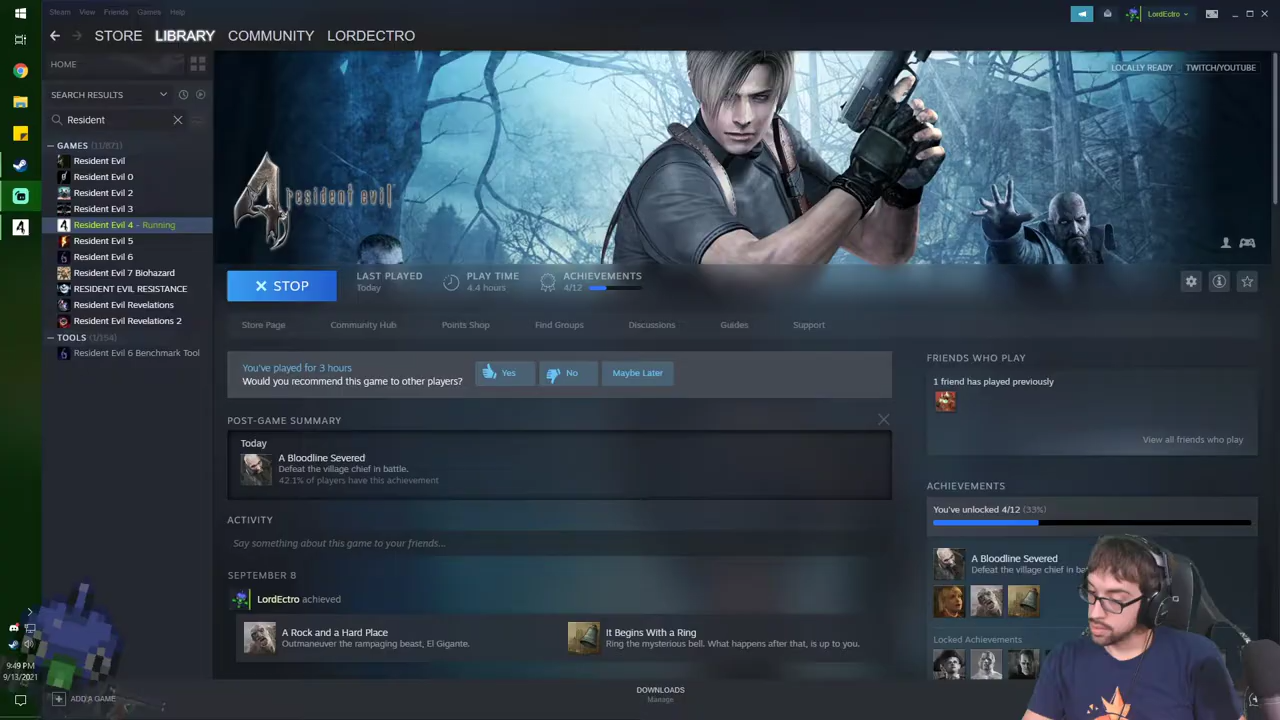 Steam View Friends Games Help
LordEctro
STORE LIBRARY COMMUNITY LORDECTRO
HOME
LOCALLY READY TWITCH/YOUTUBE
SEARCH RESULTS
Resident
GAMES (11/871)
Resident Evil
Resident Evil 0
Resident Evil 2
Resident Evil 3
Resident Evil 4 - Running
Resident Evil 5
Resident Evil 6
Resident Evil 7 Biohazard
RESIDENT EVIL RESISTANCE
Resident Evil Revelations
Resident Evil Revelations 2
TOOLS (1/154)
Resident Evil 6 Benchmark Tool
4 resident evil
STOP
LAST PLAYED
Today
PLAY TIME
4.4 hours
ACHIEVEMENTS
4/12
Store Page Community Hub Points Shop Find Groups Discussions Guides Support
You've played for 3 hours
Would you recommend this game to other players?
Yes No Maybe Later
POST-GAME SUMMARY
Today
A Bloodline Severed
Defeat the village chief in battle.
42.1% of players have this achievement
ACTIVITY
Say something about this game to your friends...
SEPTEMBER 8
LordEctro achieved
A Rock and a Hard Place
Outmaneuver the rampaging beast, El Gigante.
It Begins With a Ring
Ring the mysterious bell. What happens after that, is up to you.
FRIENDS WHO PLAY
1 friend has played previously
View all friends who play
ACHIEVEMENTS
You've unlocked 4/12 (33%)
A Bloodline Severed
Defeat the village chief in
Locked Achievements
9:49 PM
9/13/2021
ADD A GAME
DOWNLOADS
Manage